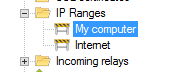 IP Ranges
My computer
Internet
Incoming relays